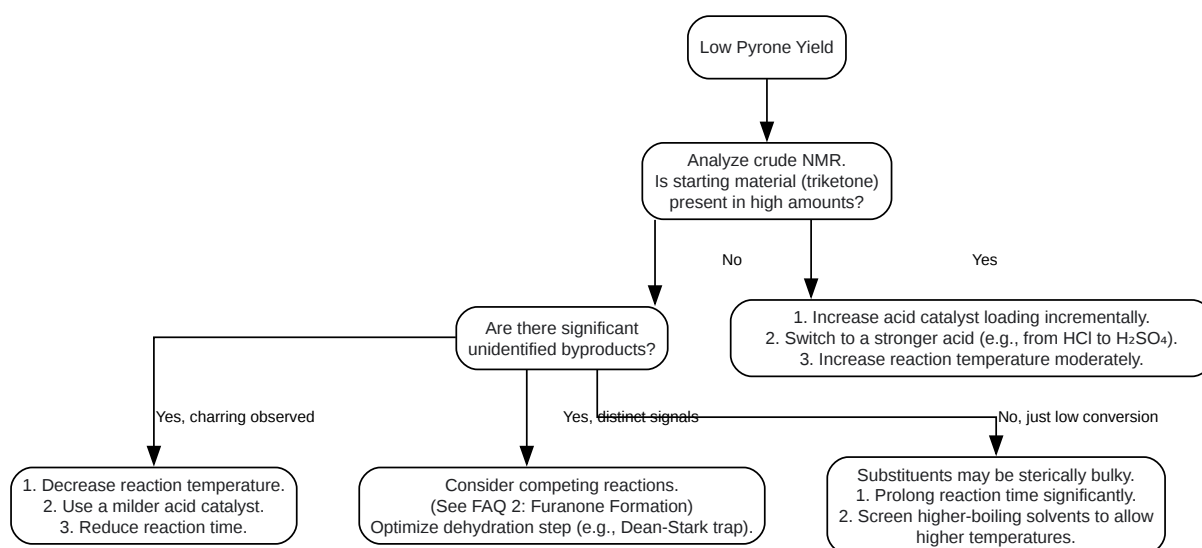 Low Pyrone Yield
Analyze crude NMR.
Is starting material (triketone)
present in high amounts?
No
Yes
Are there significant
unidentified byproducts?
1. Increase acid catalyst loading incrementally.
2. Switch to a stronger acid (e.g., from HCl to H₂SO₄).
3. Increase reaction temperature moderately.
Yes, charring observed
Yes, distinct signals
No, just low conversion
1. Decrease reaction temperature.
2. Use a milder acid catalyst.
3. Reduce reaction time.
Consider competing reactions.
(See FAQ 2: Furanone Formation)
Optimize dehydration step (e.g., Dean-Stark trap).
Substituents may be sterically bulky.
1. Prolong reaction time significantly.
2. Screen higher-boiling solvents to allow
higher temperatures.